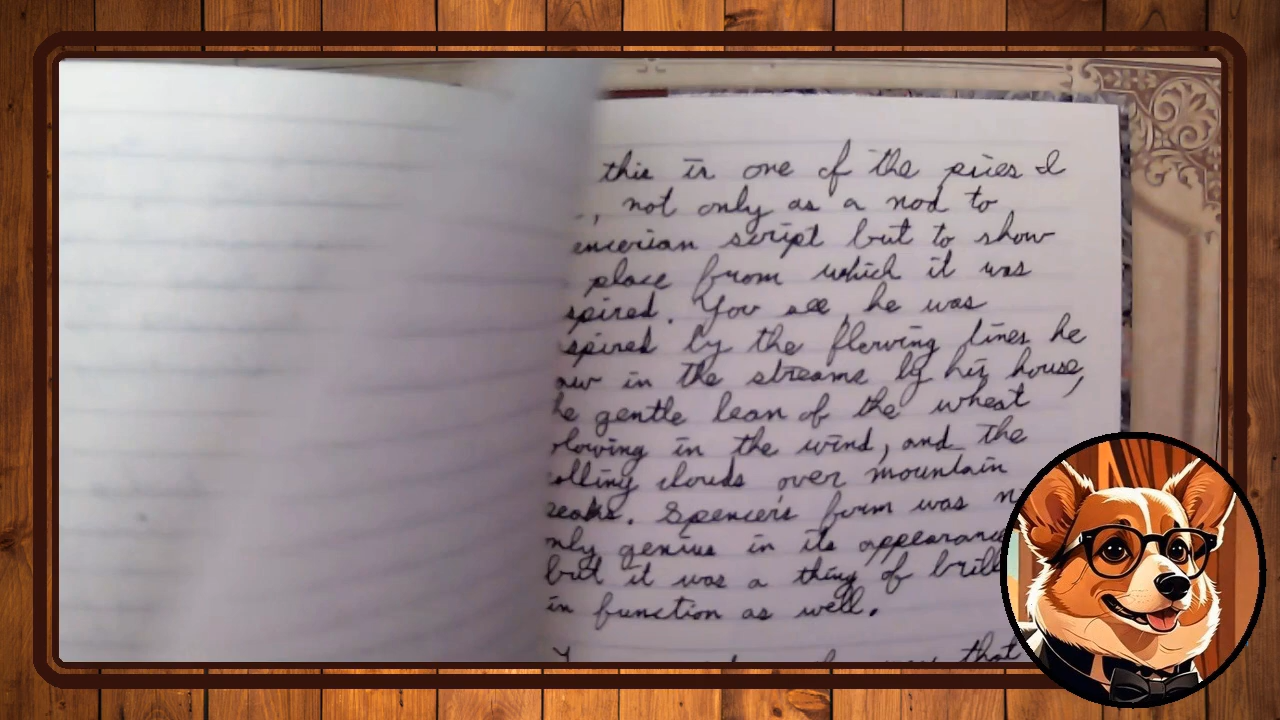 this is one of the pieces I
, not only as a nod to
encerian script but to show
place from which it was
spired. You see, he was
spired by the flowing lines he
aw in the streams by his house,
he gentle lean of the wheat
lowing in the wind, and the
olling clouds over mountain
peaks. Spencer's form was n
nly genius in its appearanc
but it was a thing of brill
in function as well.
that